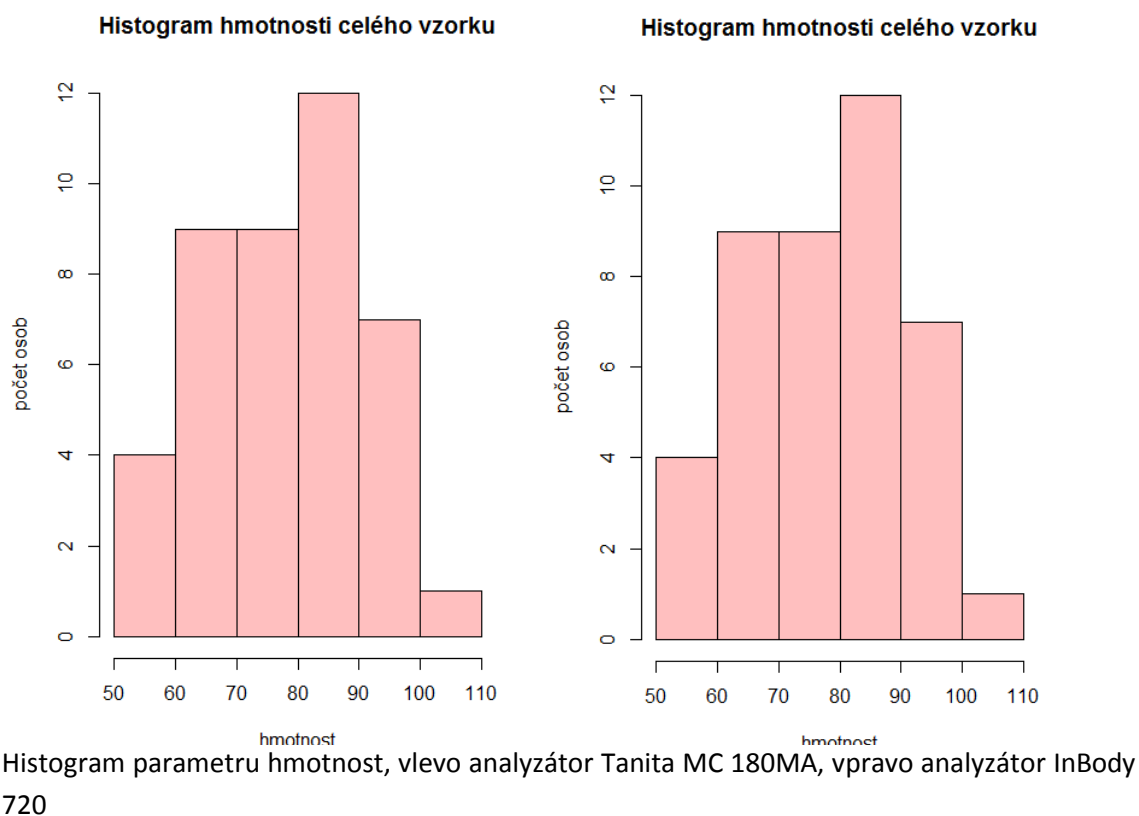 Histogram hmotnosti celého vzorku
12
10
8
6
4
2
0
počet osob
50 60 70 80 90 100 110
hmotnost
Histogram hmotnosti celého vzorku
12
10
8
6
4
2
0
počet osob
50 60 70 80 90 100 110
hmotnost
Histogram parametru hmotnost, vlevo analyzátor Tanita MC 180MA, vpravo analyzátor InBody
720